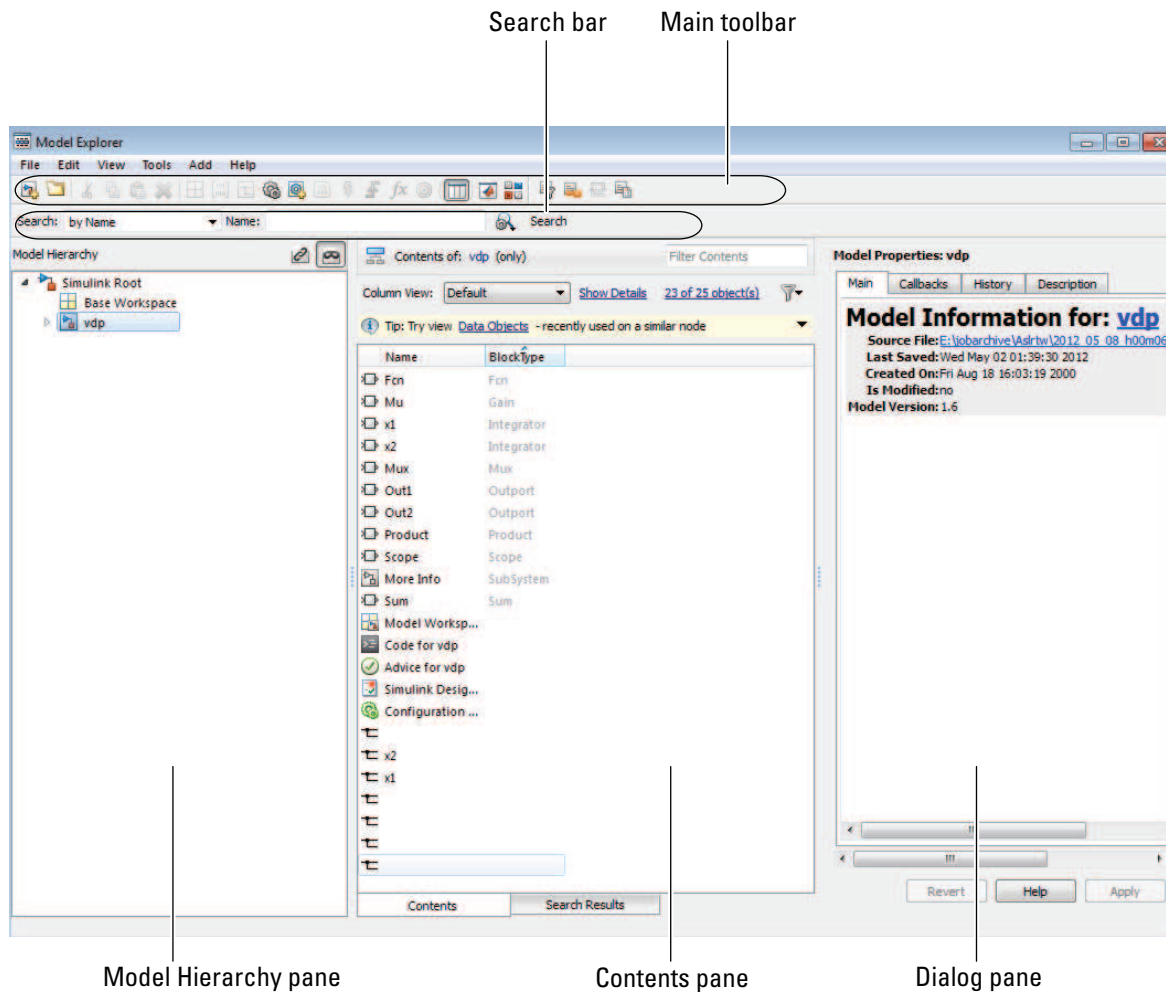 Search bar
Main toolbar
Model Explorer
File Edit View Tools Add Help
fx
Search: by Name Name: Search
Model Hierarchy
Simulink Root
Base Workspace
vdp
Contents of: vdp (only) Filter Contents
Column View: Default Show Details 23 of 25 object(s)
Tip: Try view Data Objects - recently used on a similar node
Name BlockType
Fcn Fcn
Mu Gain
x1 Integrator
x2 Integrator
Mux Mux
Out1 Outport
Out2 Outport
Product Product
Scope Scope
More Info SubSystem
Sum Sum
Model Worksp...
Code for vdp
Advice for vdp
Simulink Desig...
Configuration ...
x2
x1
Contents Search Results
Model Properties: vdp
Main Callbacks History Description
Model Information for: vdp
Source File: E:\jobarchive\Aslrtw\2012_05_08_h00m06
Last Saved: Wed May 02 01:39:30 2012
Created On: Fri Aug 18 16:03:19 2000
Is Modified: no
Model Version: 1.6
Revert Help Apply
Model Hierarchy pane
Contents pane
Dialog pane